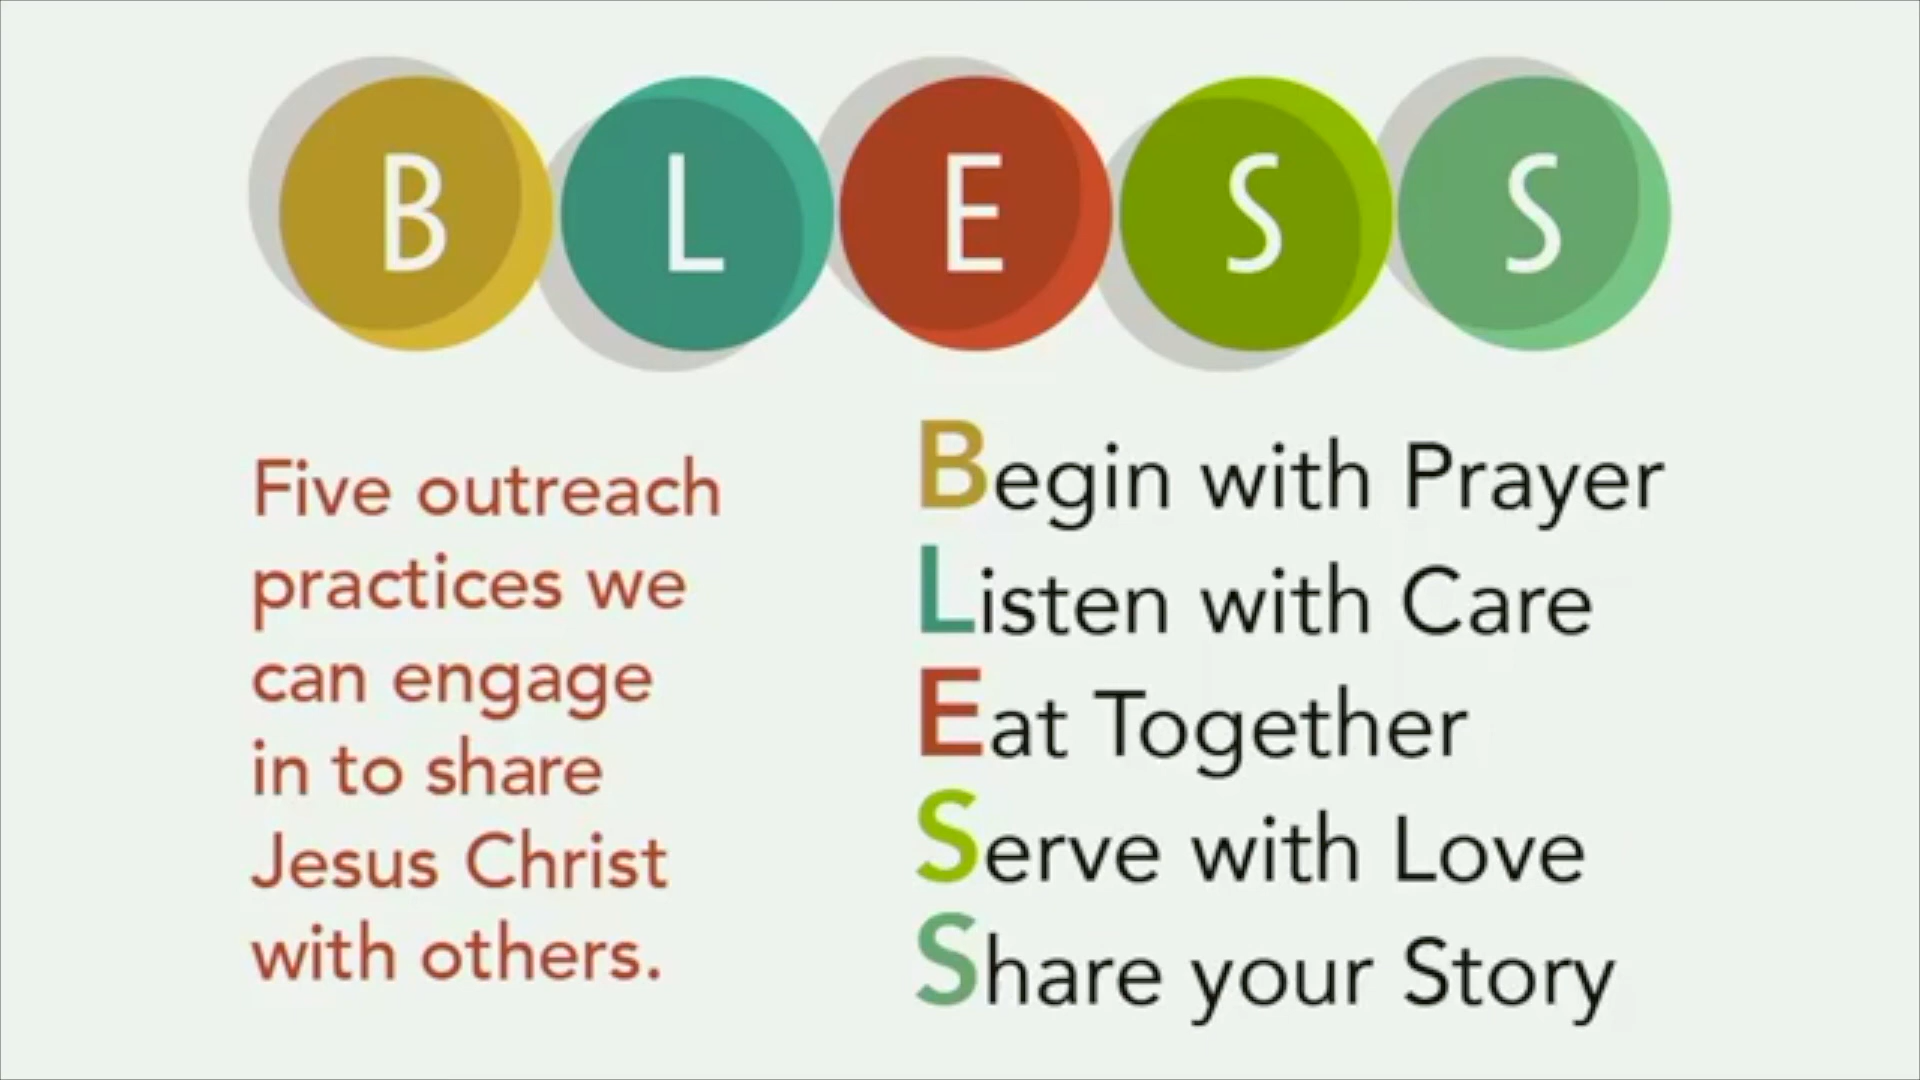 B L E S S
Five outreach
practices we
can engage
in to share
Jesus Christ
with others.
Begin with Prayer
Listen with Care
Eat Together
Serve with Love
Share your Story